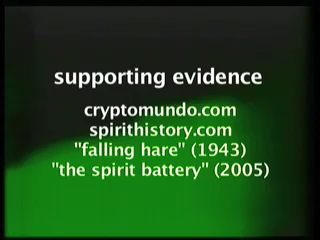 supporting evidence
cryptomundo.com
spirithistory.com
"falling hare" (1943)
"the spirit battery" (2005)